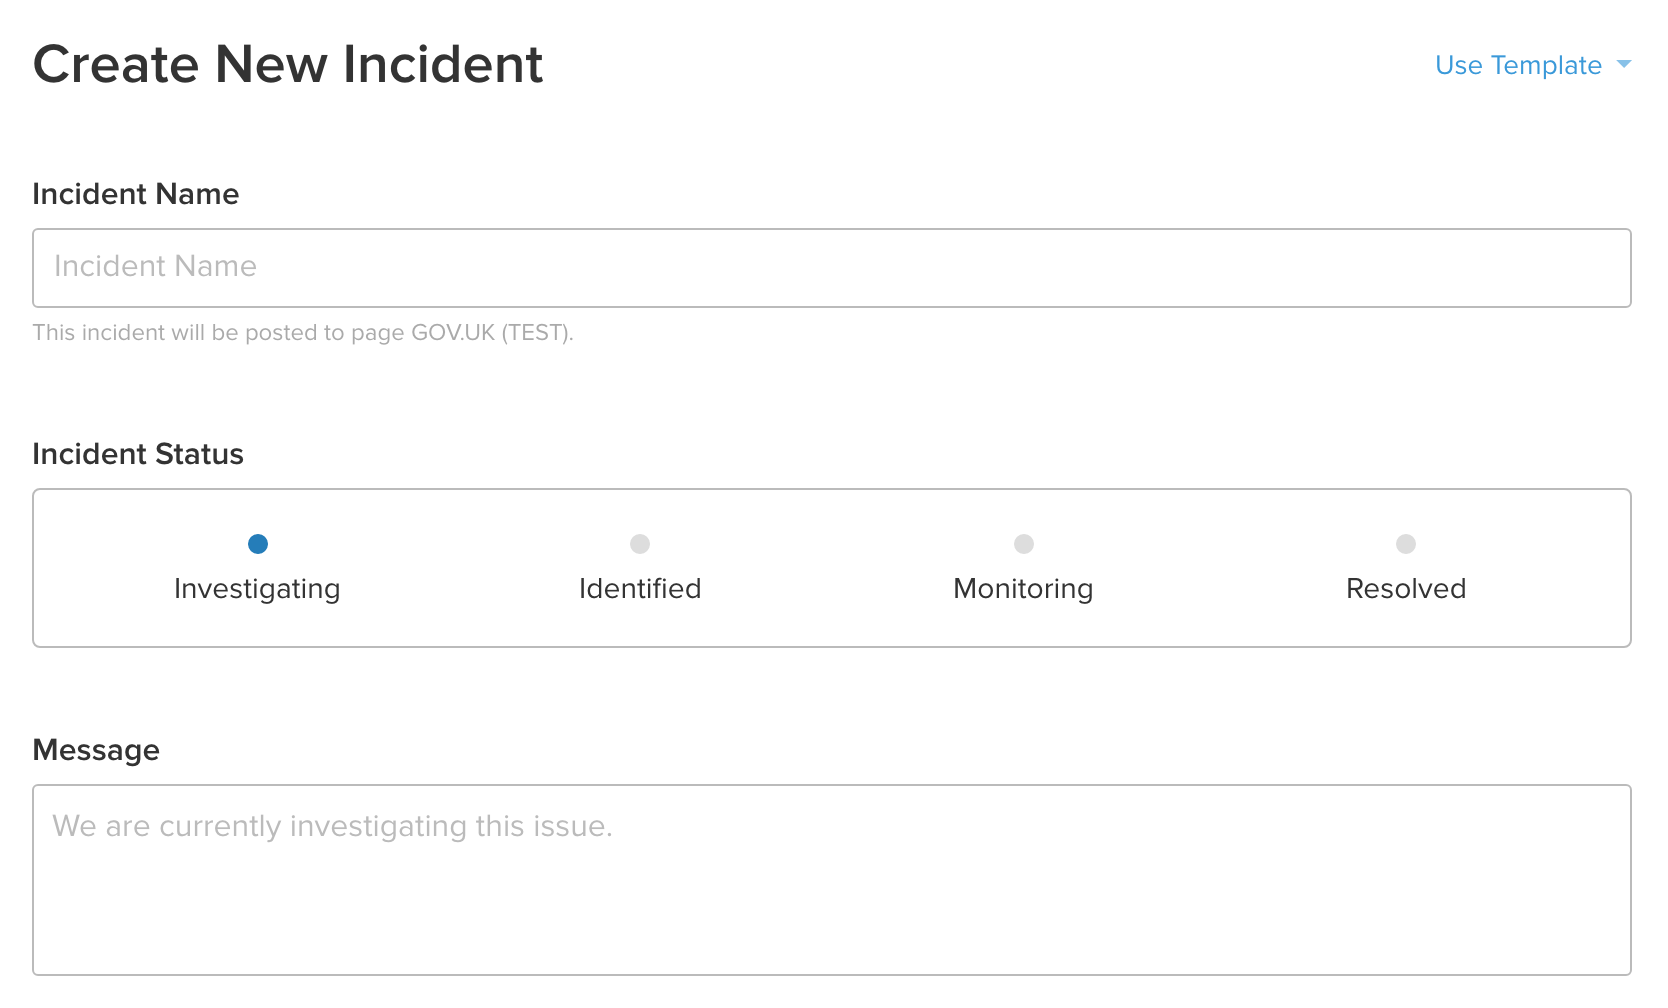 Create New Incident
Use Template
Incident Name
Incident Name
This incident will be posted to page GOV.UK (TEST).
Incident Status
Investigating
Identified
Monitoring
Resolved
Message
We are currently investigating this issue.